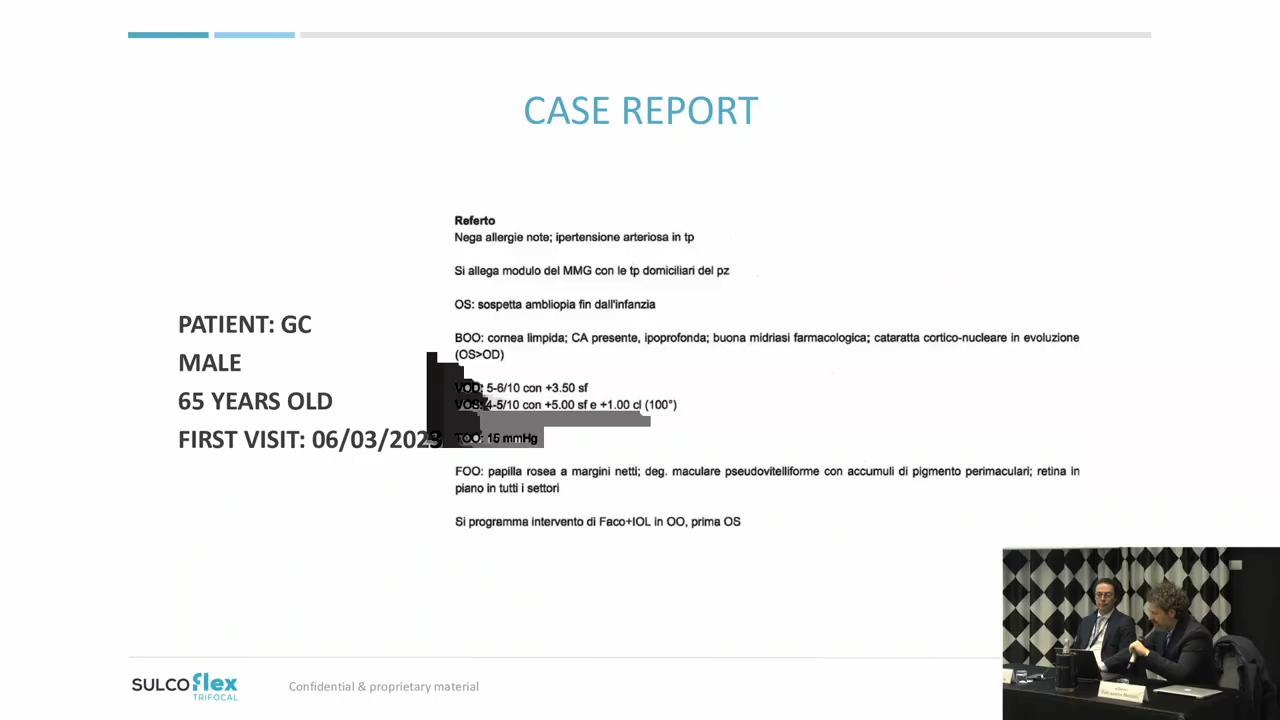 CASE REPORT
PATIENT: GC
MALE
65 YEARS OLD
FIRST VISIT: 06/03/2023
Referto
Nega allergie note; ipertensione arteriosa in tp
Si allega modulo del MMG con le tp domiciliari del pz
OS: sospetta ambliopia fin dall'infanzia
BOO: cornea limpida; CA presente, ipoprofonda; buona midriasi farmacologica; cataratta cortico-nucleare in evoluzione
(OS>OD)
VOD: 5-6/10 con +3.50 sf
VOS: 4-5/10 con +5.00 sf e +1.00 cl (100°)
TOO: 15 mmHg
FOO: papilla rosea a margini netti; deg. maculare pseudovitelliforme con accumuli di pigmento perimaculari; retina in
piano in tutti i settori
Si programma intervento di Faco+IOL in OO, prima OS
SULCOflex
TRIFOCAL
Confidential & proprietary material